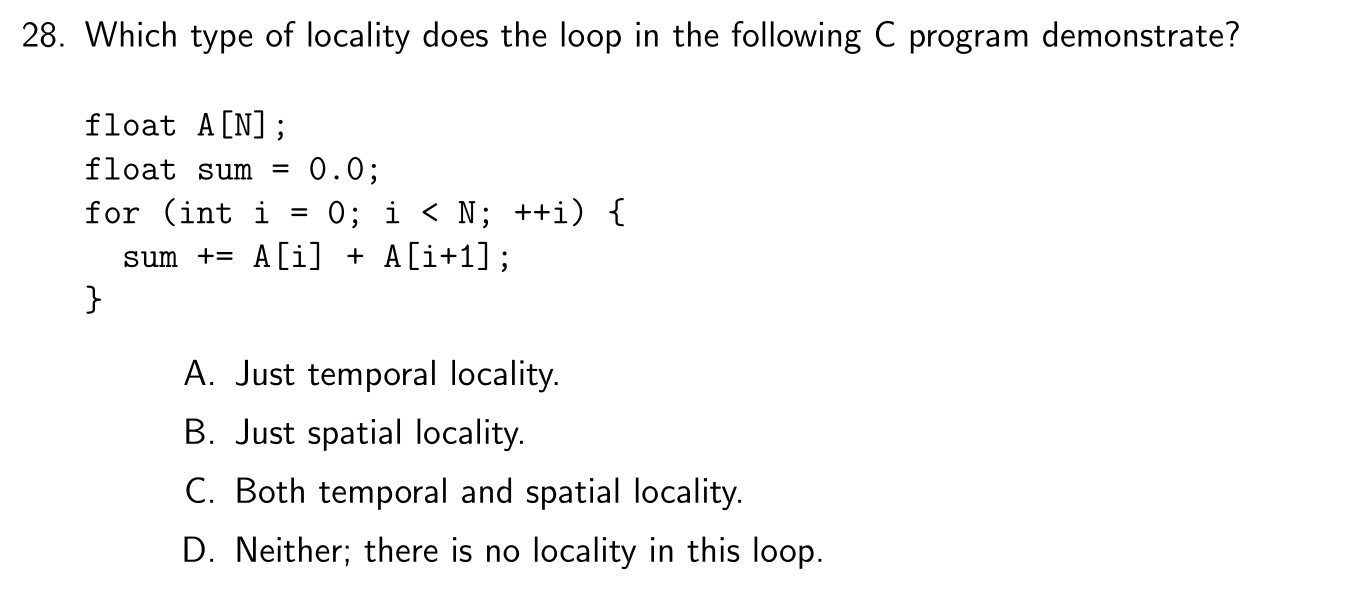 28. Which type of locality does the loop in the following C program demonstrate?
float A[N];
float sum = 0.0;
for (int i = 0; i < N; ++i) {
  sum += A[i] + A[i+1];
}
A. Just temporal locality.
B. Just spatial locality.
C. Both temporal and spatial locality.
D. Neither; there is no locality in this loop.